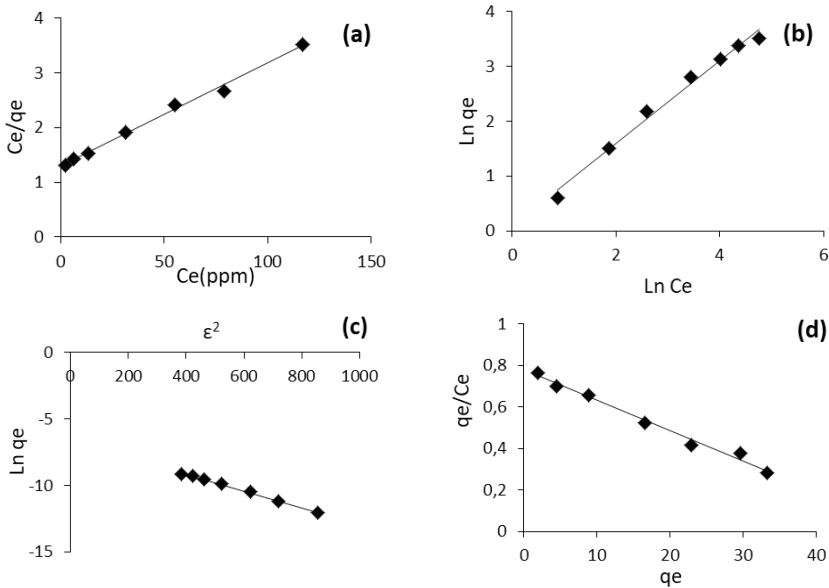 (a)
4
3
2
1
0
Ce/qe
0 50 100 150
Ce(ppm)
(b)
4
3
2
1
0
Ln qe
0 2 4 6
Ln Ce
(c)
ε²
0
-5
-10
-15
Ln qe
0 200 400 600 800 1000
(d)
1
0,8
0,6
0,4
0,2
0
qe/Ce
0 10 20 30 40
qe